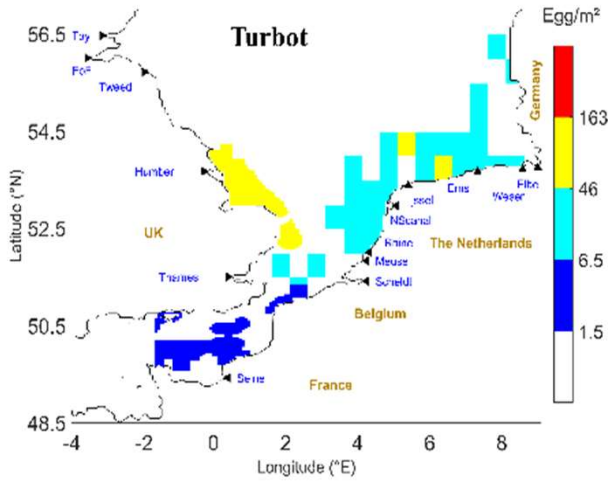 Egg/m²
Turbot
56.5
Tay
FoF
Tweed
Germany
163
54.5
Humber
46
Elbe
Weser
Ems
Ijssel
Latitude (°N)
52.5
UK
NScanal
The Netherlands
Rhine
Meuse
6.5
Thames
Scheldt
Belgium
50.5
1.5
Seine
France
48.5
-4 -2 0 2 4 6 8
Longitude (°E)